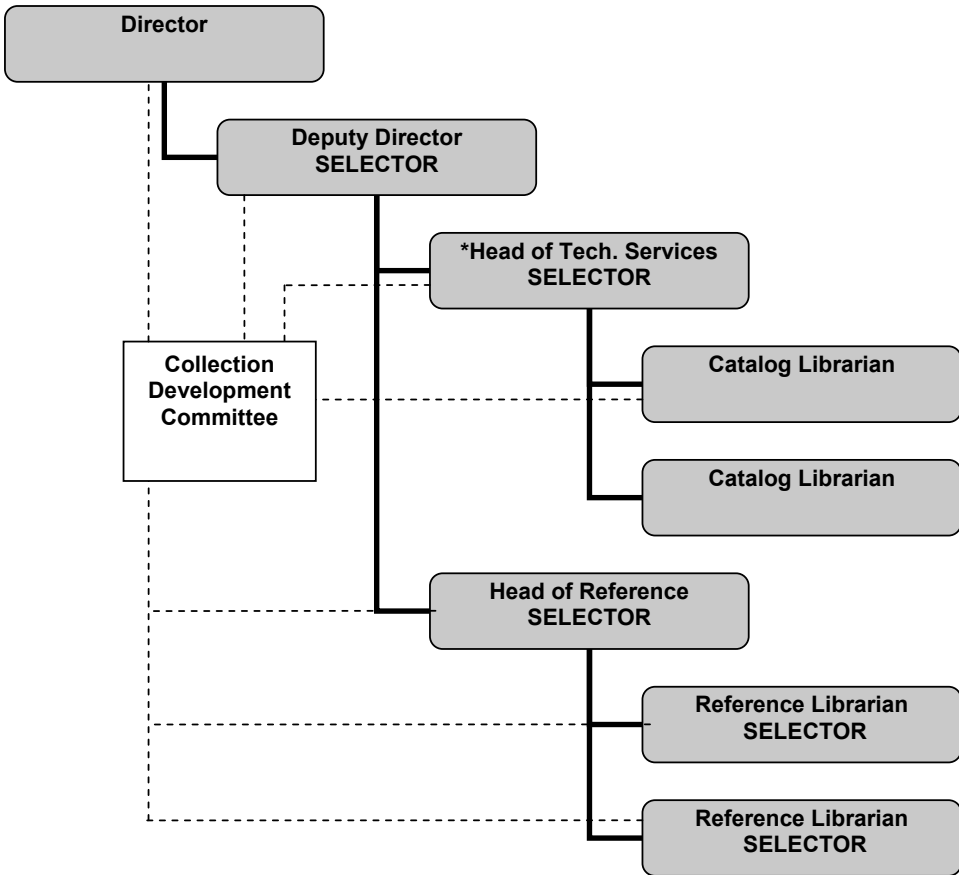 Director
Deputy Director
SELECTOR
*Head of Tech. Services
SELECTOR
Collection
Development
Committee
Catalog Librarian
Catalog Librarian
Head of Reference
SELECTOR
Reference Librarian
SELECTOR
Reference Librarian
SELECTOR